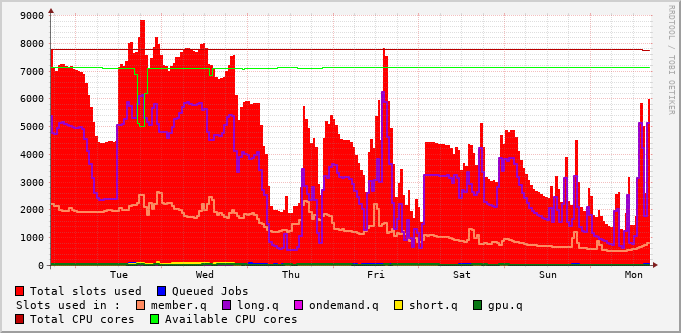 RRDTOOL / TOBI OETIKER
9000
8000
7000
6000
5000
4000
3000
2000
1000
0
Tue Wed Thu Fri Sat Sun Mon
Total slots used Queued Jobs
Slots used in : member.q long.q ondemand.q short.q gpu.q
Total CPU cores Available CPU cores